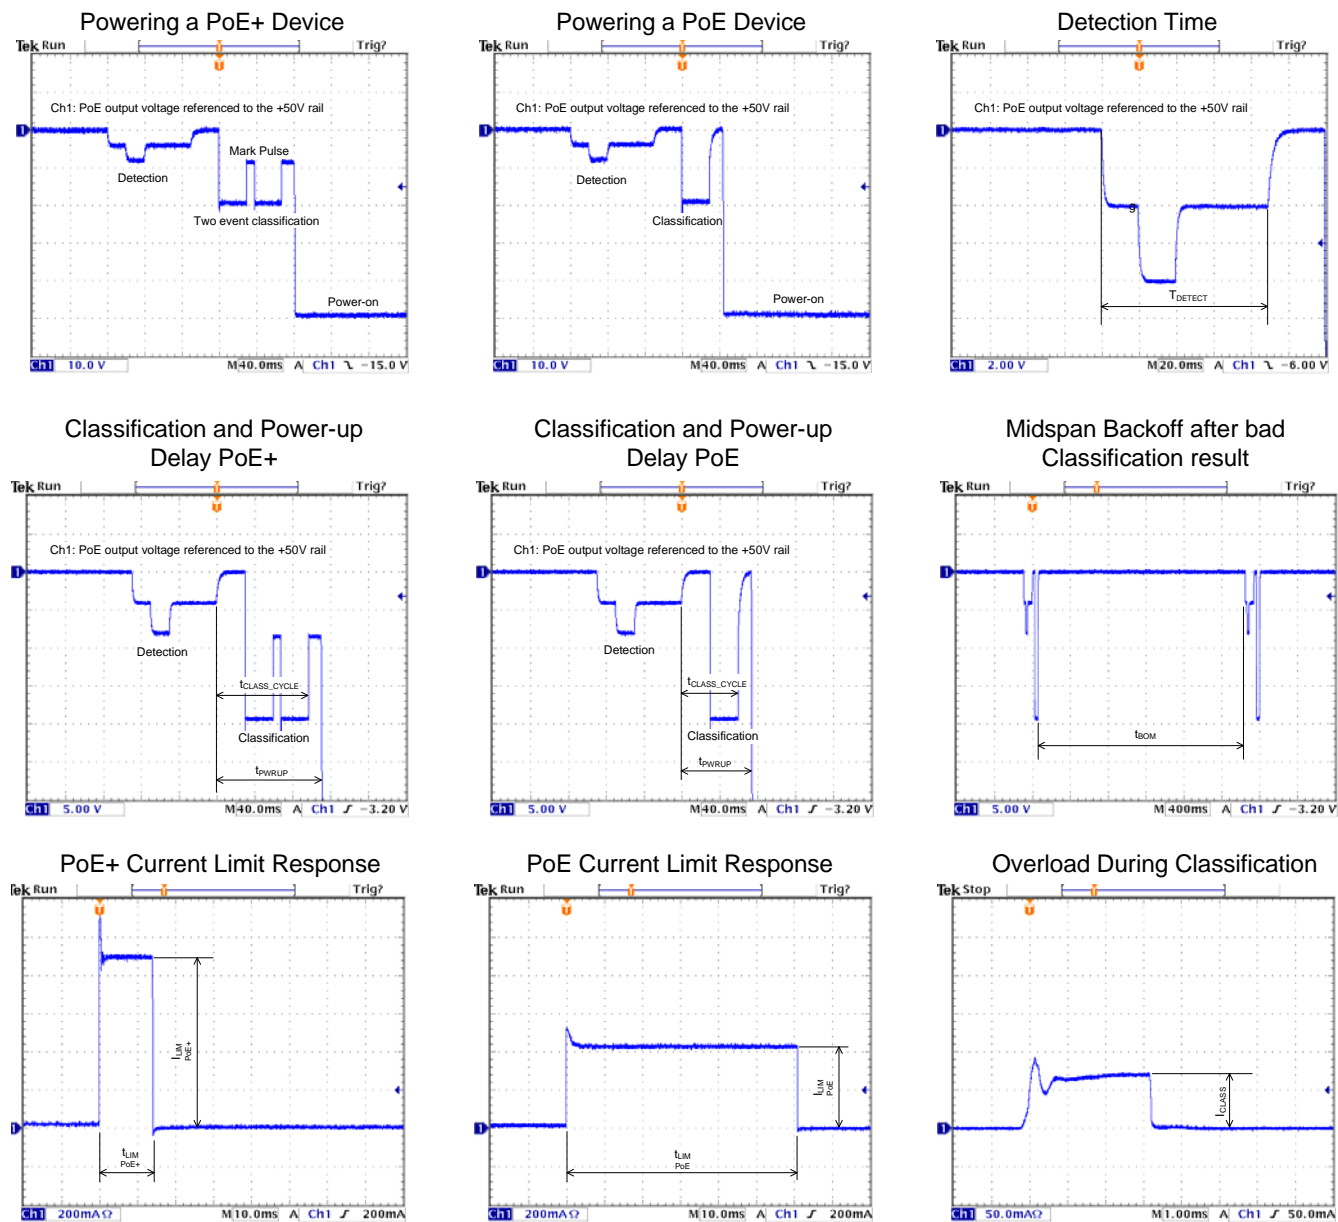 Powering a PoE+ Device
Tek Run Trig?
T
Ch1: PoE output voltage referenced to the +50V rail
1
Mark Pulse
Detection
Two event classification
Power-on
Ch1 10.0 V M 40.0ms A Ch1 -15.0 V
Powering a PoE Device
Tek Run Trig?
T
Ch1: PoE output voltage referenced to the +50V rail
1
Detection
Classification
Power-on
Ch1 10.0 V M 40.0ms A Ch1 -15.0 V
Detection Time
Tek Run Trig?
T
Ch1: PoE output voltage referenced to the +50V rail
1
g
TDETECT
Ch1 2.00 V M 20.0ms A Ch1 -6.00 V
Classification and Power-up
Delay PoE+
Tek Run Trig?
T
Ch1: PoE output voltage referenced to the +50V rail
1
Detection
tCLASS_CYCLE
Classification
tPWRUP
Ch1 5.00 V M 40.0ms A Ch1 -3.20 V
Classification and Power-up
Delay PoE
Tek Run Trig?
T
Ch1: PoE output voltage referenced to the +50V rail
1
Detection
tCLASS_CYCLE
Classification
tPWRUP
Ch1 5.00 V M 40.0ms A Ch1 -3.20 V
Midspan Backoff after bad
Classification result
Tek Run Trig?
T
1
tBOM
Ch1 5.00 V M 400ms A Ch1 -3.20 V
PoE+ Current Limit Response
Tek Run Trig?
T
ILIM
PoE+
1
tLIM
PoE+
Ch1 200mAΩ M 10.0ms A Ch1 200mA
PoE Current Limit Response
Tek Run Trig?
T
ILIM
PoE
1
tLIM
PoE
Ch1 200mAΩ M 10.0ms A Ch1 200mA
Overload During Classification
Tek Stop
T
ICLASS
1
Ch1 50.0mAΩ M 1.00ms A Ch1 50.0mA